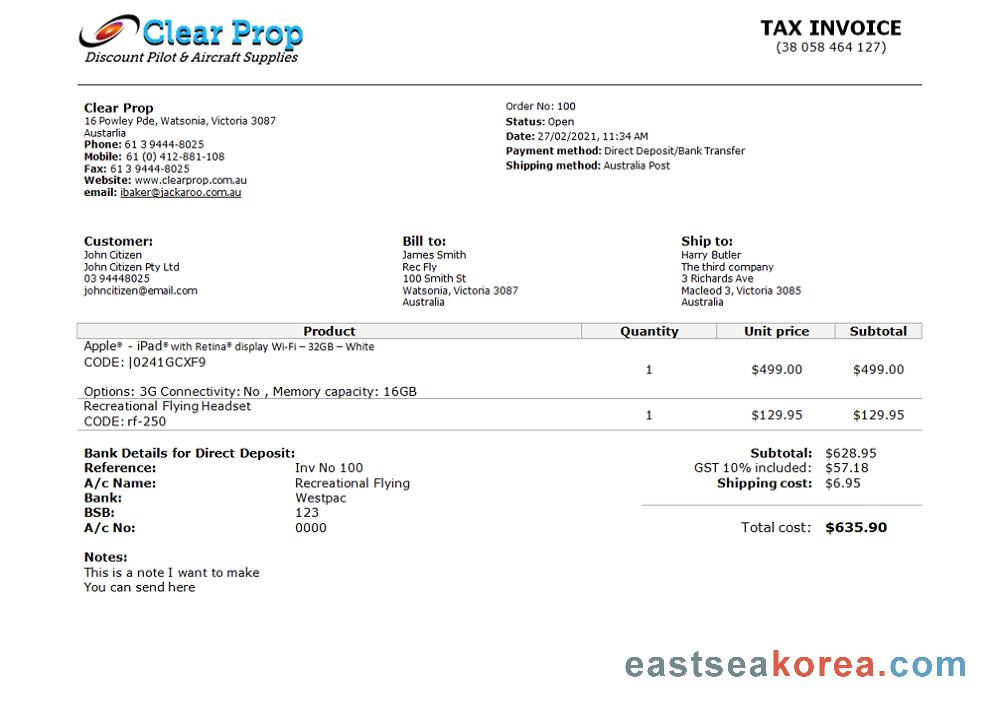 Clear Prop
Discount Pilot & Aircraft Supplies
TAX INVOICE
(38 058 464 127)
Clear Prop
16 Powley Pde, Watsonia, Victoria 3087
Austarlia
Phone: 61 3 9444-8025
Mobile: 61 (0) 412-881-108
Fax: 61 3 9444-8025
Website: www.clearprop.com.au
email: ibaker@jackaroo.com.au
Order No: 100
Status: Open
Date: 27/02/2021, 11:34 AM
Payment method: Direct Deposit/Bank Transfer
Shipping method: Australia Post
Customer:
John Citizen
John Citizen Pty Ltd
03 94448025
johncitizen@email.com
Bill to:
James Smith
Rec Fly
100 Smith St
Watsonia, Victoria 3087
Australia
Ship to:
Harry Butler
The third company
3 Richards Ave
Macleod 3, Victoria 3085
Australia
Product Quantity Unit price Subtotal
Apple® - iPad® with Retina® display Wi-Fi – 32GB – White
CODE: |0241GCXF9
1 $499.00 $499.00
Options: 3G Connectivity: No , Memory capacity: 16GB
Recreational Flying Headset
CODE: rf-250
1 $129.95 $129.95
Bank Details for Direct Deposit:
Reference: Inv No 100
A/c Name: Recreational Flying
Bank: Westpac
BSB: 123
A/c No: 0000
Subtotal: $628.95
GST 10% included: $57.18
Shipping cost: $6.95
Total cost: $635.90
Notes:
This is a note I want to make
You can send here
eastseakorea.com